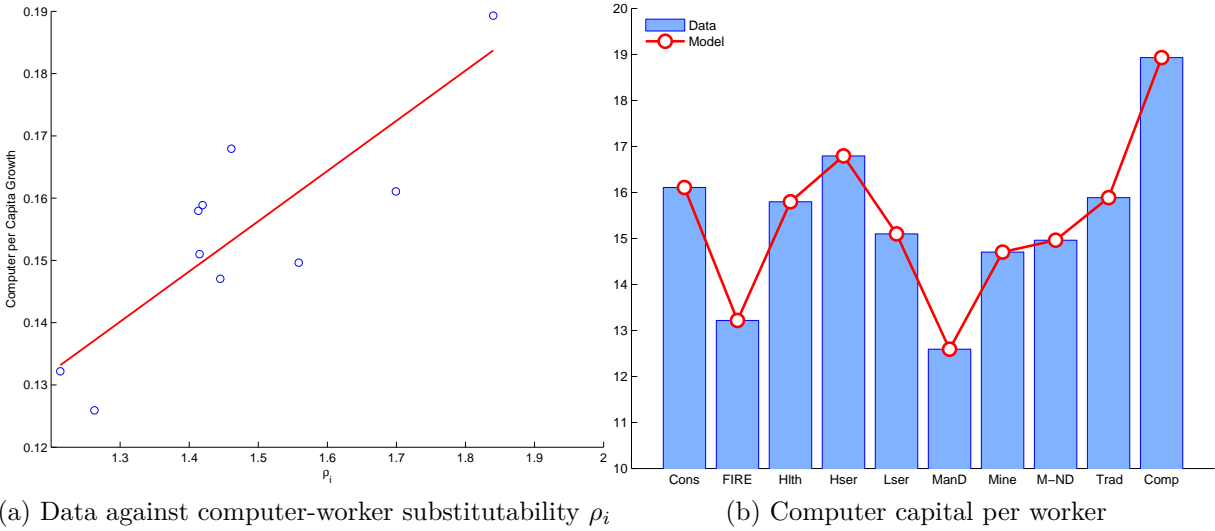 0.19
0.18
0.17
0.16
0.15
0.14
0.13
0.12
Computer per Capita Growth
1.3 1.4 1.5 1.6 1.7 1.8 1.9 2
ρi
20
19
18
17
16
15
14
13
12
11
10
Data
Model
Cons FIRE Hlth Hser Lser ManD Mine M−ND Trad Comp
a) Data against computer-worker substitutability ρi
(b) Computer capital per worker